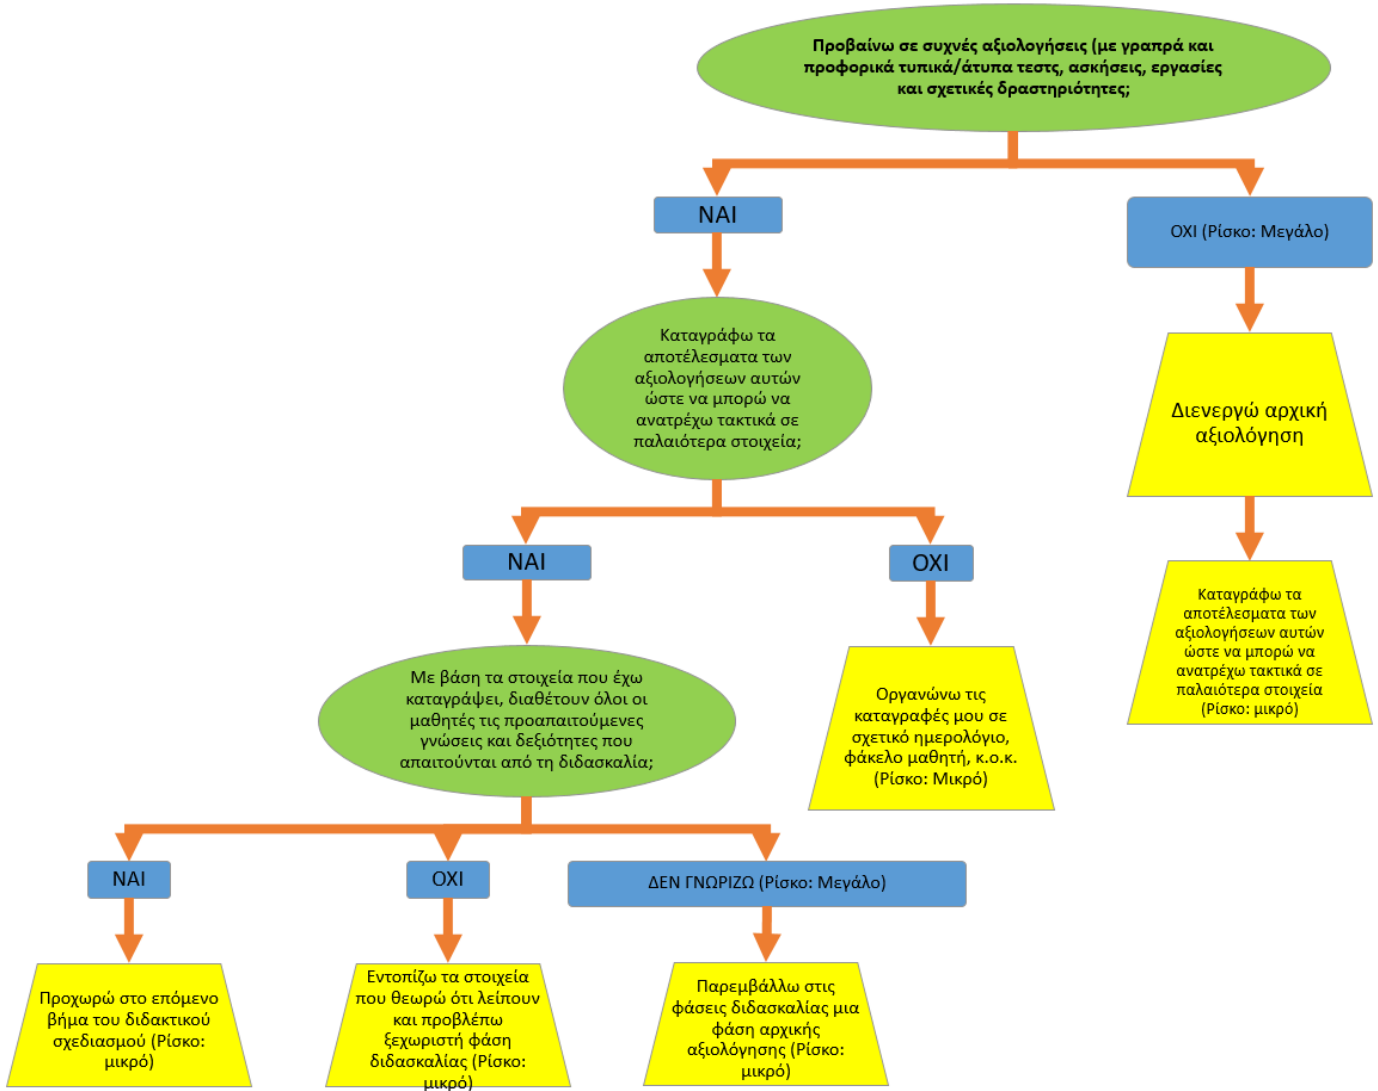 Προβαίνω σε συχνές αξιολογήσεις (με γραπρά και
προφορικά τυπικά/άτυπα τεστς, ασκήσεις, εργασίες
και σχετικές δραστηριότητες;
ΝΑΙ
ΟΧΙ (Ρίσκο: Μεγάλο)
Καταγράφω τα
αποτέλεσματα των
αξιολογήσεων αυτών
ώστε να μπορώ να
ανατρέχω τακτικά σε
παλαιότερα στοιχεία;
Διενεργώ αρχική
αξιολόγηση
ΝΑΙ
ΟΧΙ
Καταγράφω τα
αποτέλεσματα των
αξιολογήσεων αυτών
ώστε να μπορώ να
ανατρέχω τακτικά σε
παλαιότερα στοιχεία
(Ρίσκο: μικρό)
Με βάση τα στοιχεία που έχω
καταγράψει, διαθέτουν όλοι οι
μαθητές τις προαπαιτούμενες
γνώσεις και δεξιότητες που
απαιτούνται από τη διδασκαλία;
Οργανώνω τις
καταγραφές μου σε
σχετικό ημερολόγιο,
φάκελο μαθητή, κ.ο.κ.
(Ρίσκο: Μικρό)
ΝΑΙ
ΟΧΙ
ΔΕΝ ΓΝΩΡΙΖΩ (Ρίσκο: Μεγάλο)
Προχωρώ στο επόμενο
βήμα του διδακτικού
σχεδιασμού (Ρίσκο:
μικρό)
Εντοπίζω τα στοιχεία
που θεωρώ ότι λείπουν
και προβλέπω
ξεχωριστή φάση
διδασκαλίας (Ρίσκο:
μικρό)
Παρεμβάλλω στις
φάσεις διδασκαλίας μια
φάση αρχικής
αξιολόγησης (Ρίσκο:
μικρό)